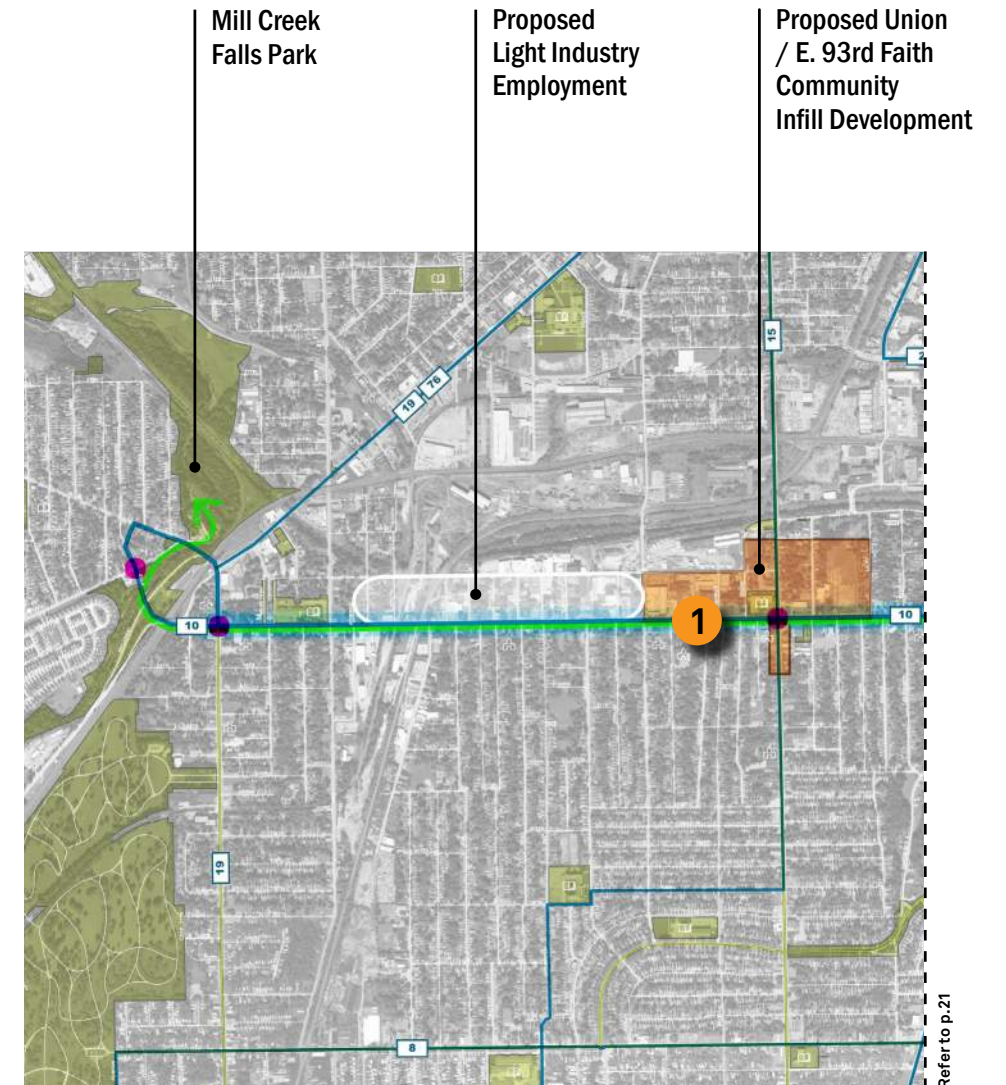 Mill Creek
Falls Park
Proposed
Light Industry
Employment
Proposed Union
/ E. 93rd Faith
Community
Infill Development
15
2
19
76
10
1
10
19
8
Refer to p.21